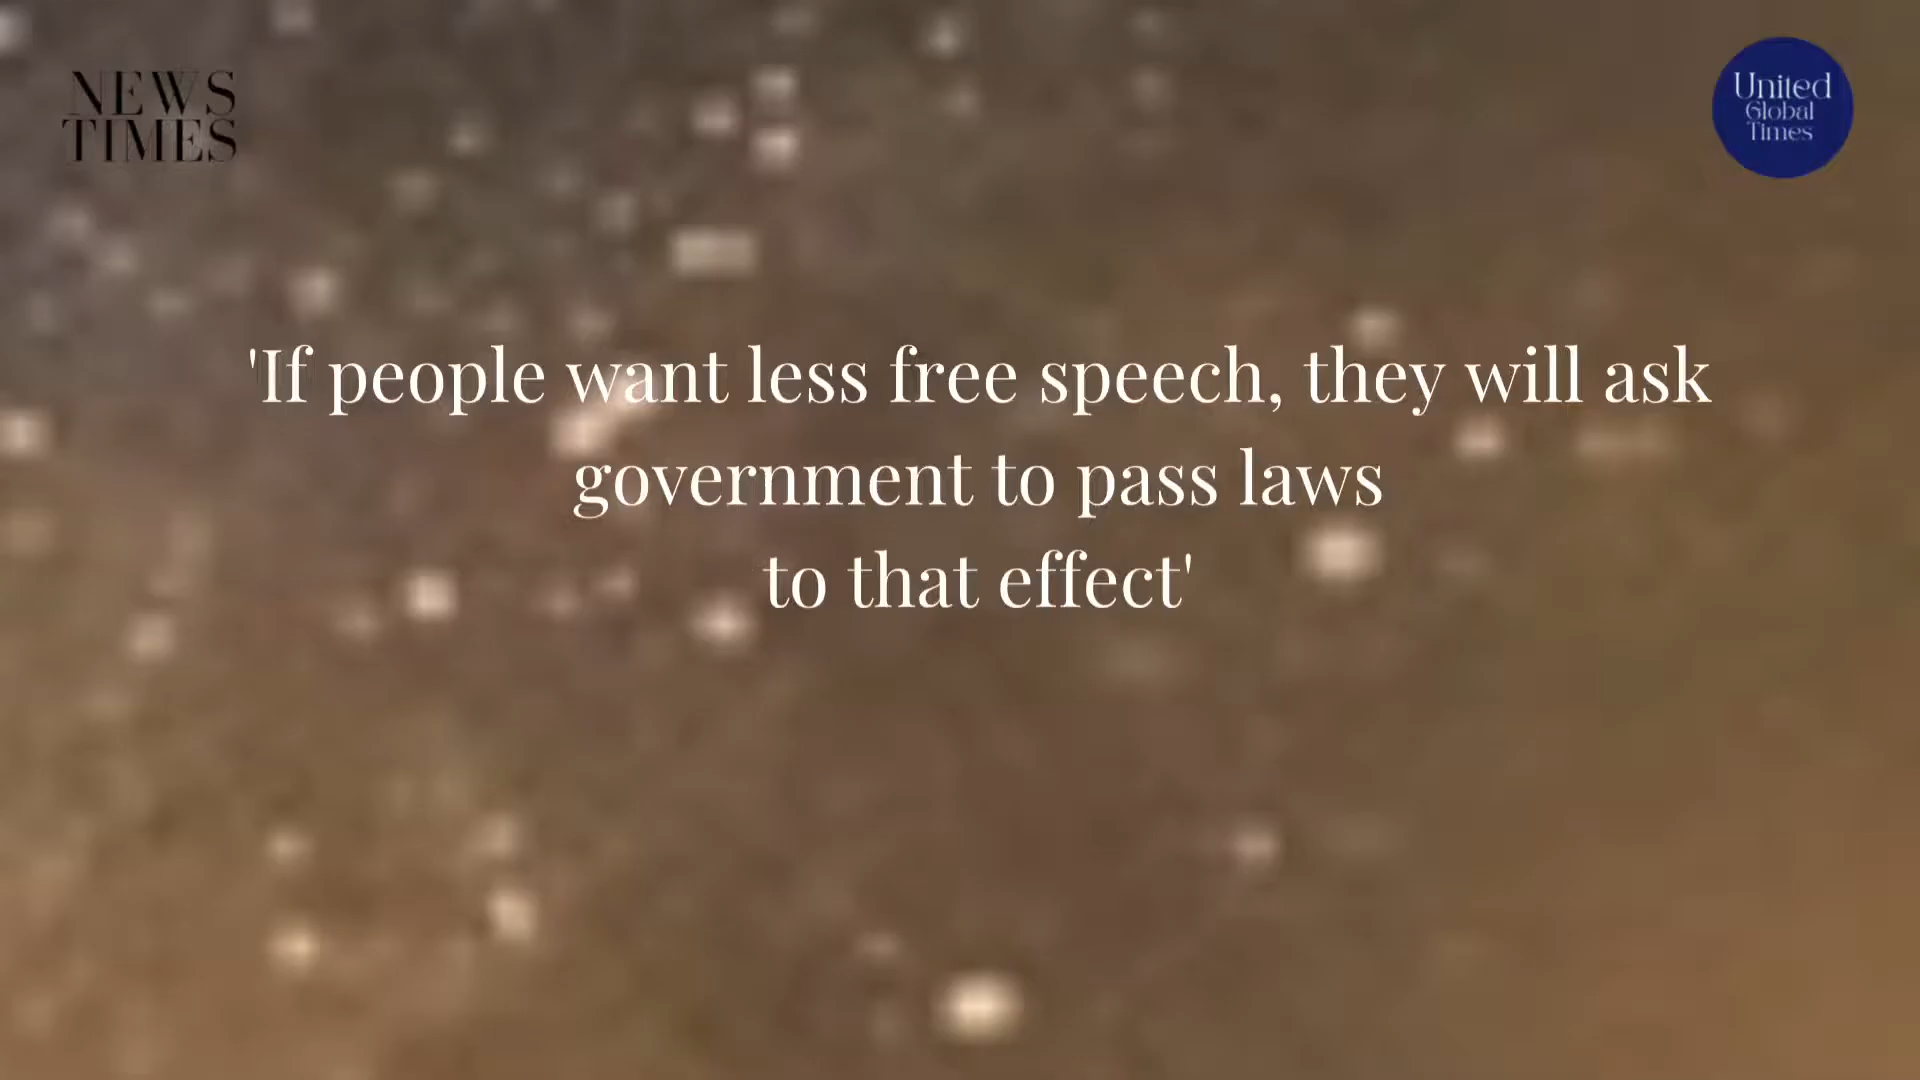 NEWS
TIMES
United
Global
Times
'If people want less free speech, they will ask
government to pass laws
to that effect'